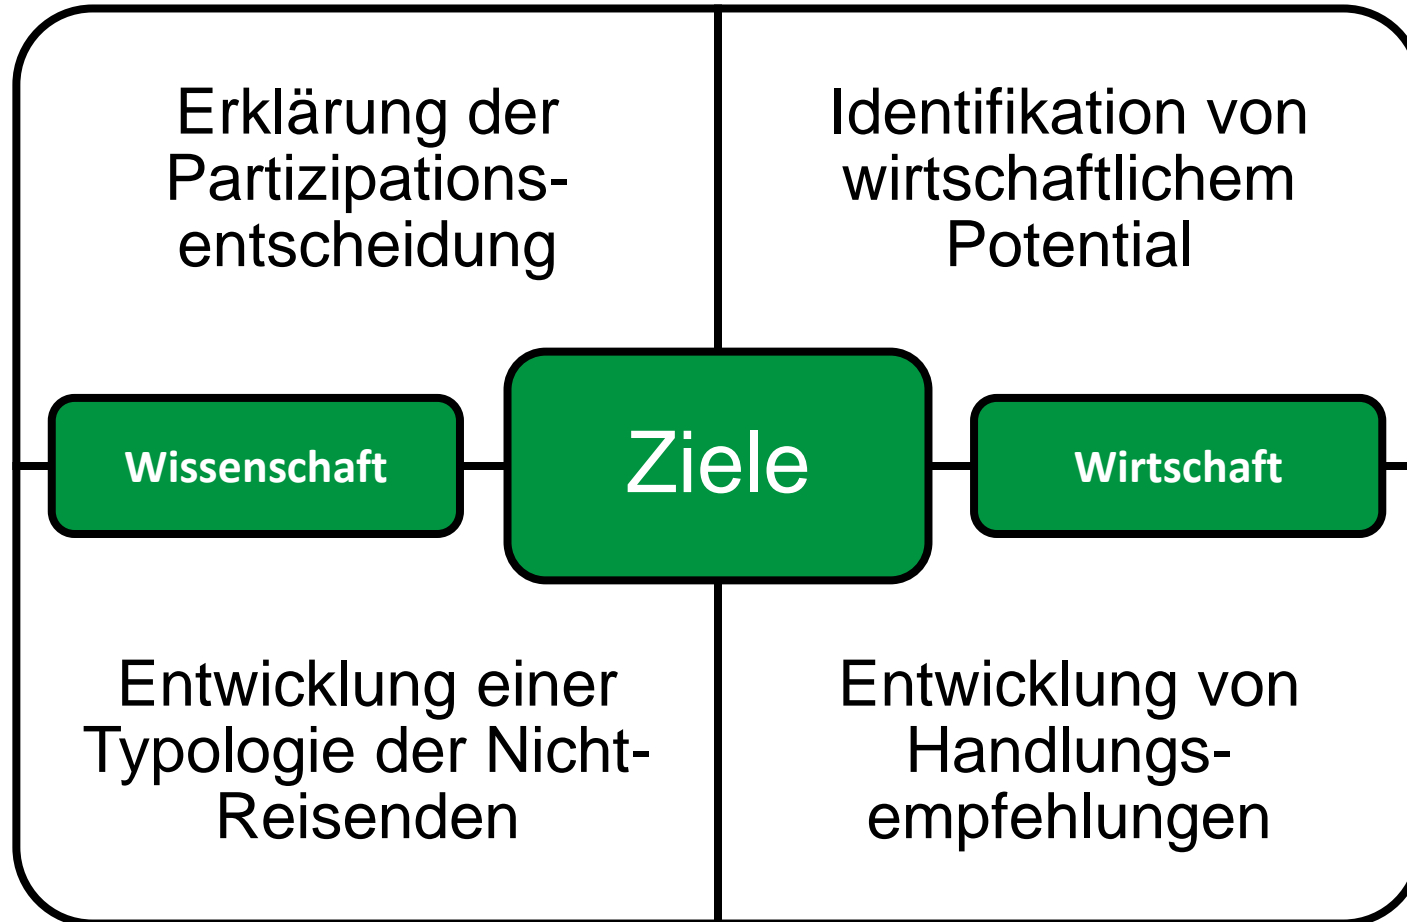 Erklärung der
Partizipations-
entscheidung
Identifikation von
wirtschaftlichem
Potential
Wissenschaft
Ziele
Wirtschaft
Entwicklung einer
Typologie der Nicht-
Reisenden
Entwicklung von
Handlungs-
empfehlungen